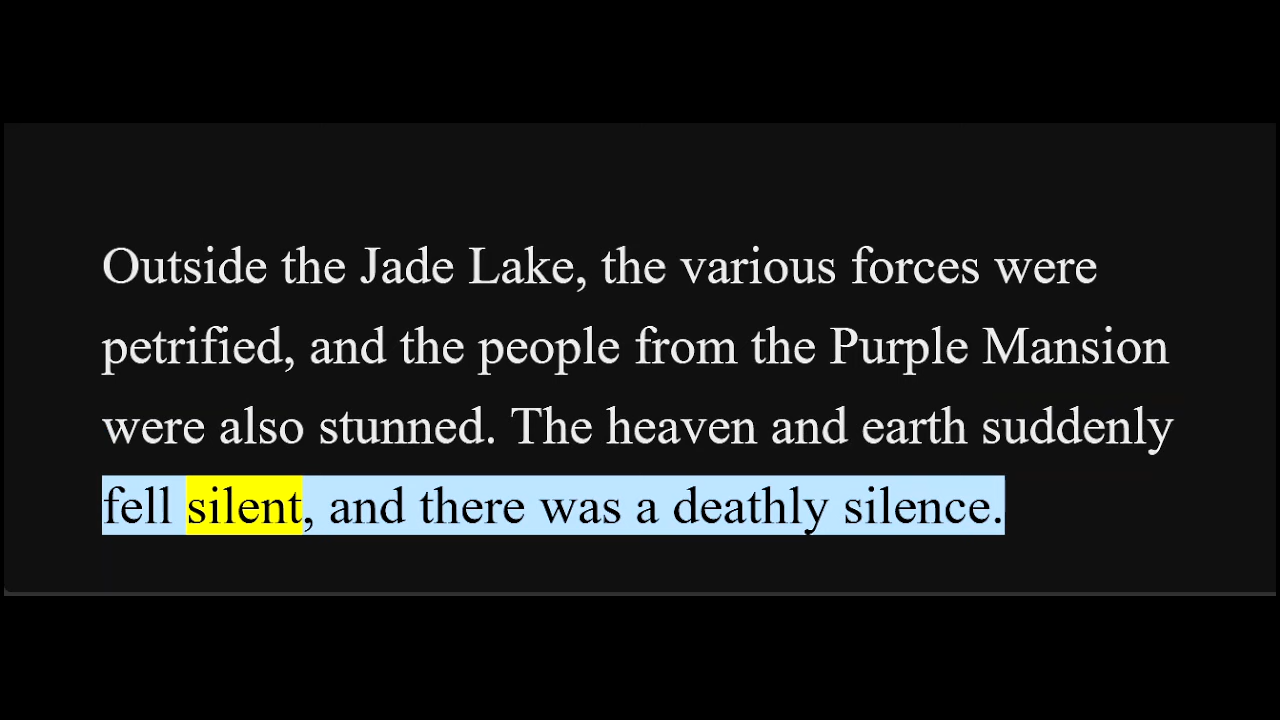 Outside the Jade Lake, the various forces were
petrified, and the people from the Purple Mansion
were also stunned. The heaven and earth suddenly
fell silent, and there was a deathly silence.